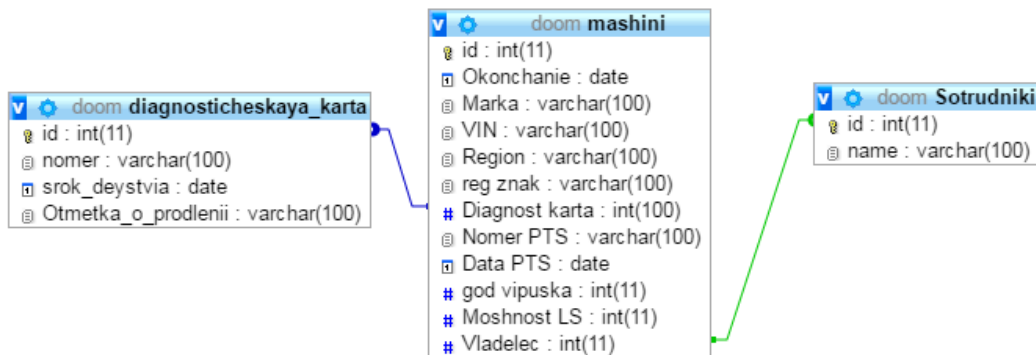 doom diagnosticheskaya_karta
id : int(11)
nomer : varchar(100)
srok_deystvia : date
Otmetka_o_prodlenii : varchar(100)
doom mashini
id : int(11)
Okonchanie : date
Marka : varchar(100)
VIN : varchar(100)
Region : varchar(100)
reg znak : varchar(100)
Diagnost karta : int(100)
Nomer PTS : varchar(100)
Data PTS : date
god vipuska : int(11)
Moshnost LS : int(11)
Vladelec : int(11)
doom Sotrudniki
id : int(11)
name : varchar(100)